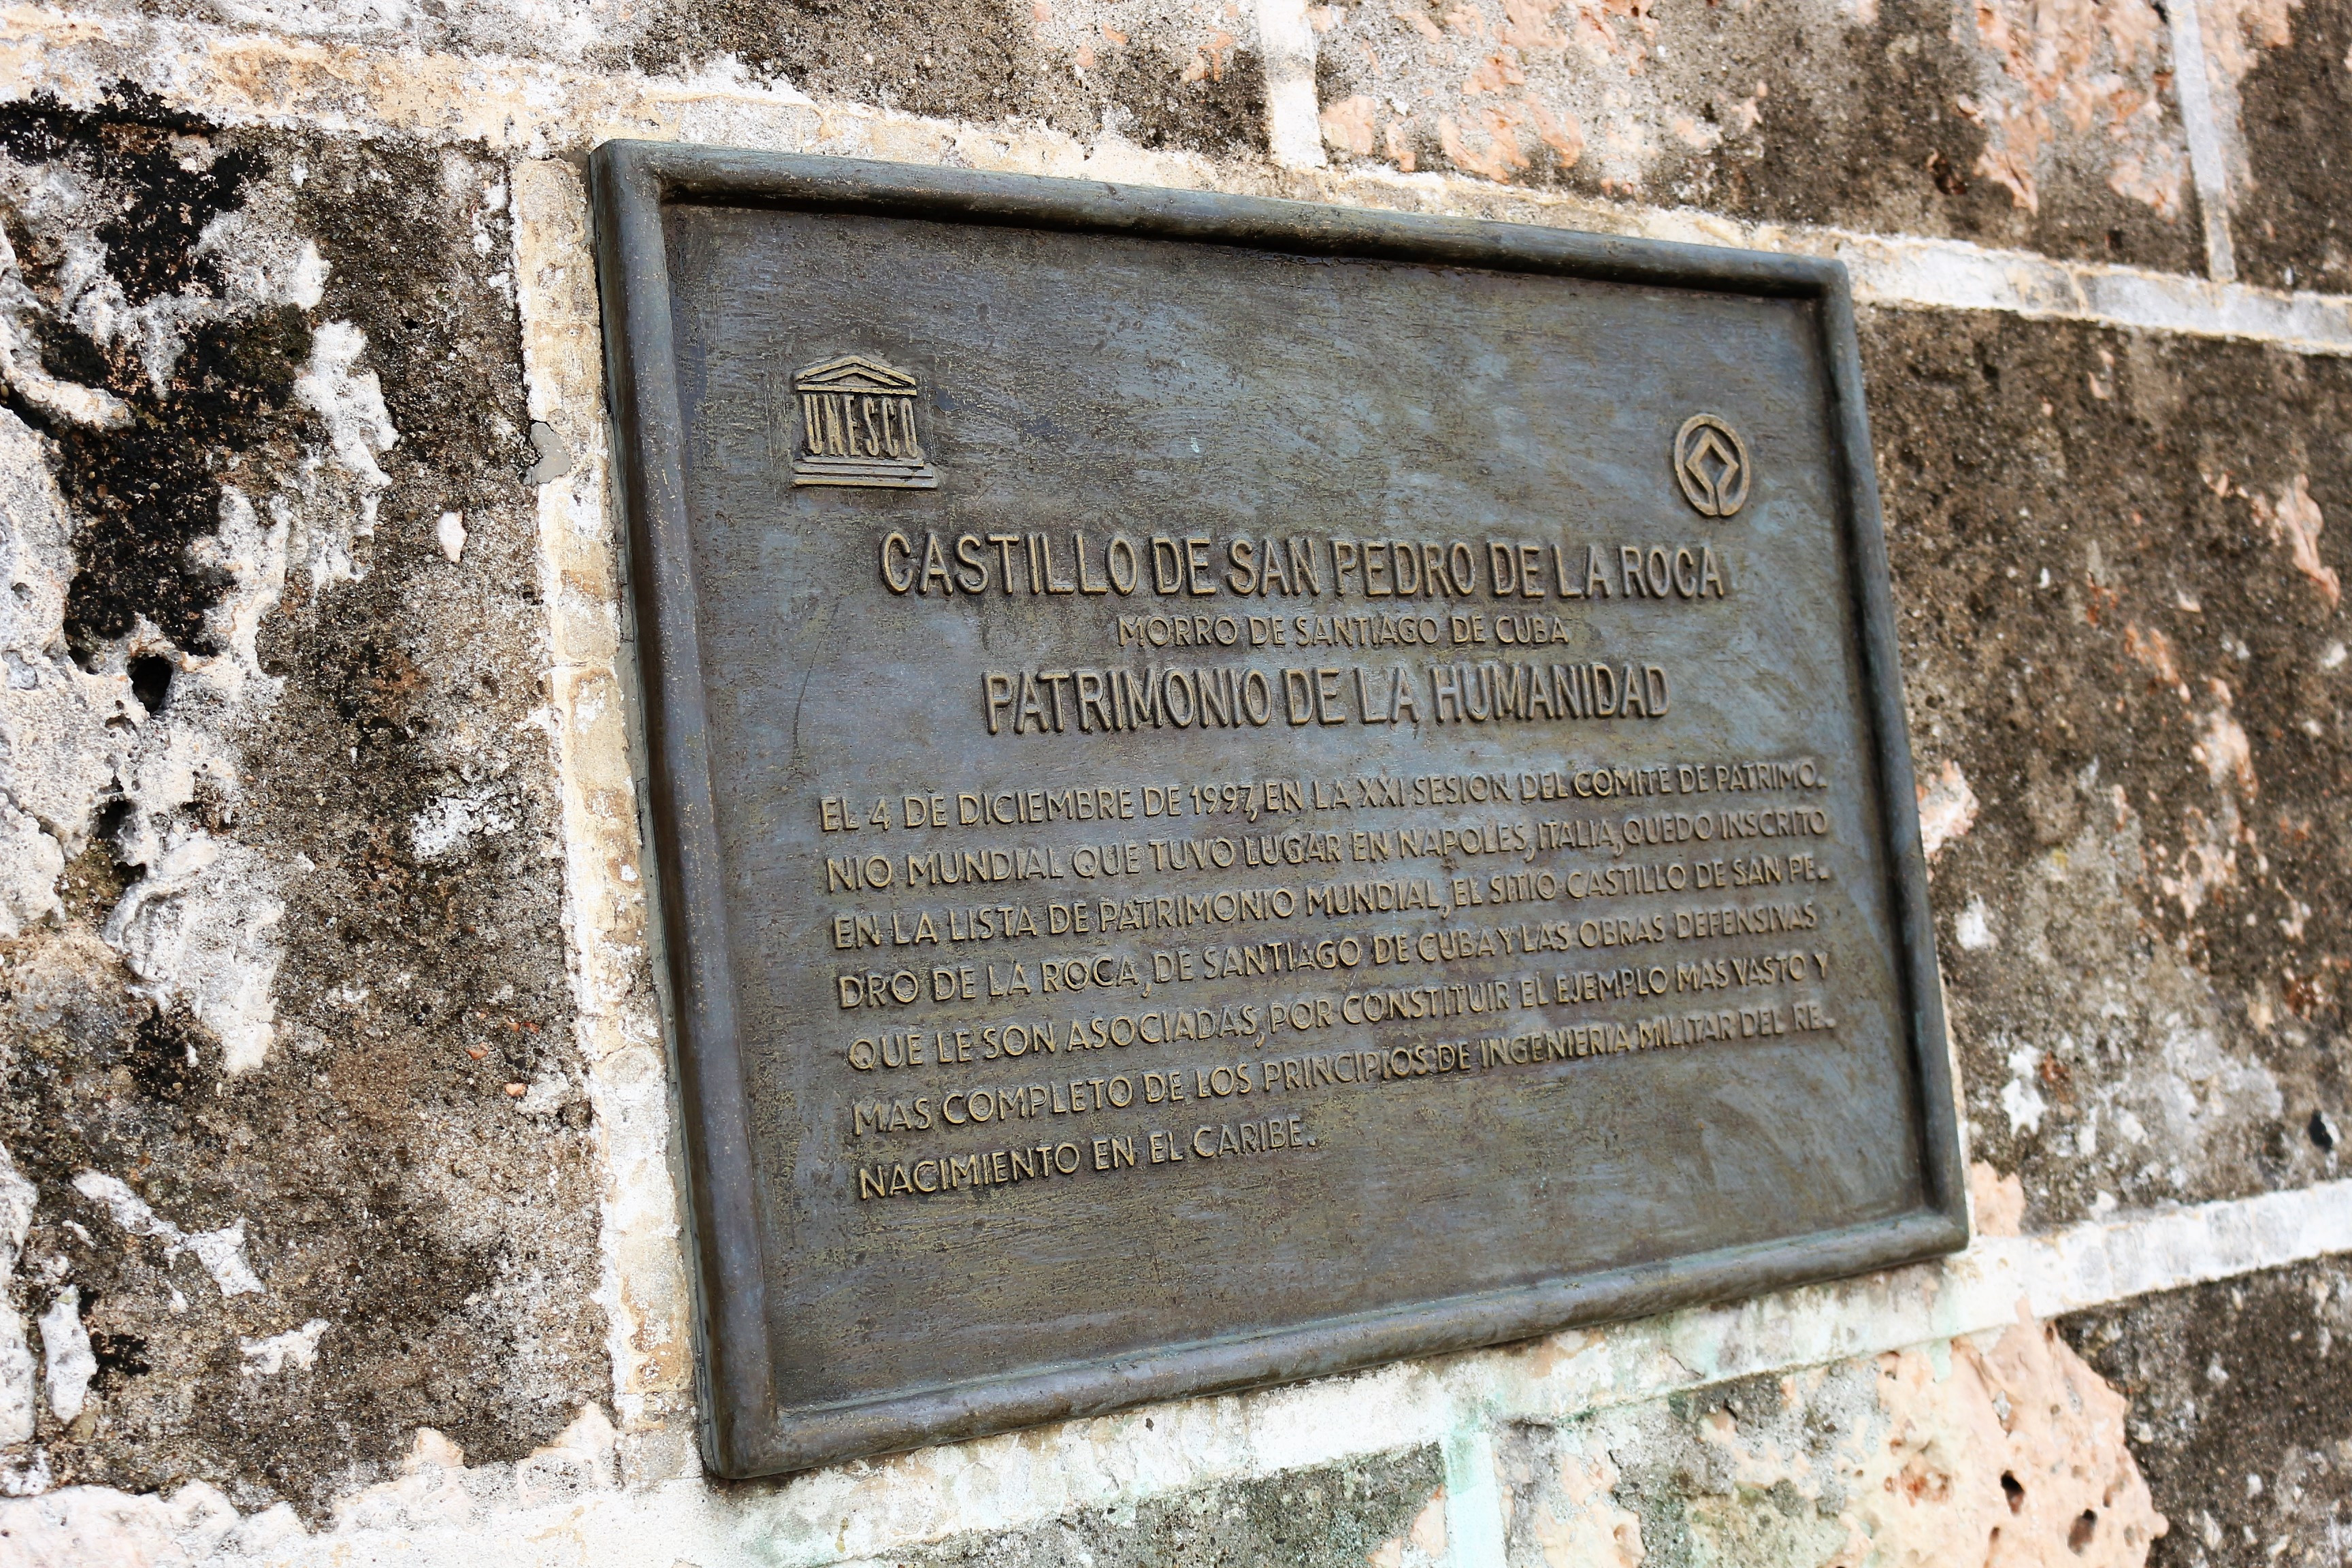 UNESCO
CASTILLO DE SAN PEDRO DE LA ROCA
MORRO DE SANTIAGO DE CUBA
PATRIMONIO DE LA HUMANIDAD
EL 4 DE DICIEMBRE DE 1997, EN LA XXI SESION DEL COMITE DE PATRIMO-
NIO MUNDIAL QUE TUVO LUGAR EN NAPOLES, ITALIA, QUEDO INSCRITO
EN LA LISTA DE PATRIMONIO MUNDIAL, EL SITIO CASTILLO DE SAN PE-
DRO DE LA ROCA, DE SANTIAGO DE CUBA Y LAS OBRAS DEFENSIVAS
QUE LE SON ASOCIADAS, POR CONSTITUIR EL EJEMPLO MAS VASTO Y
MAS COMPLETO DE LOS PRINCIPIOS DE INGENIERIA MILITAR DEL RE-
NACIMIENTO EN EL CARIBE.